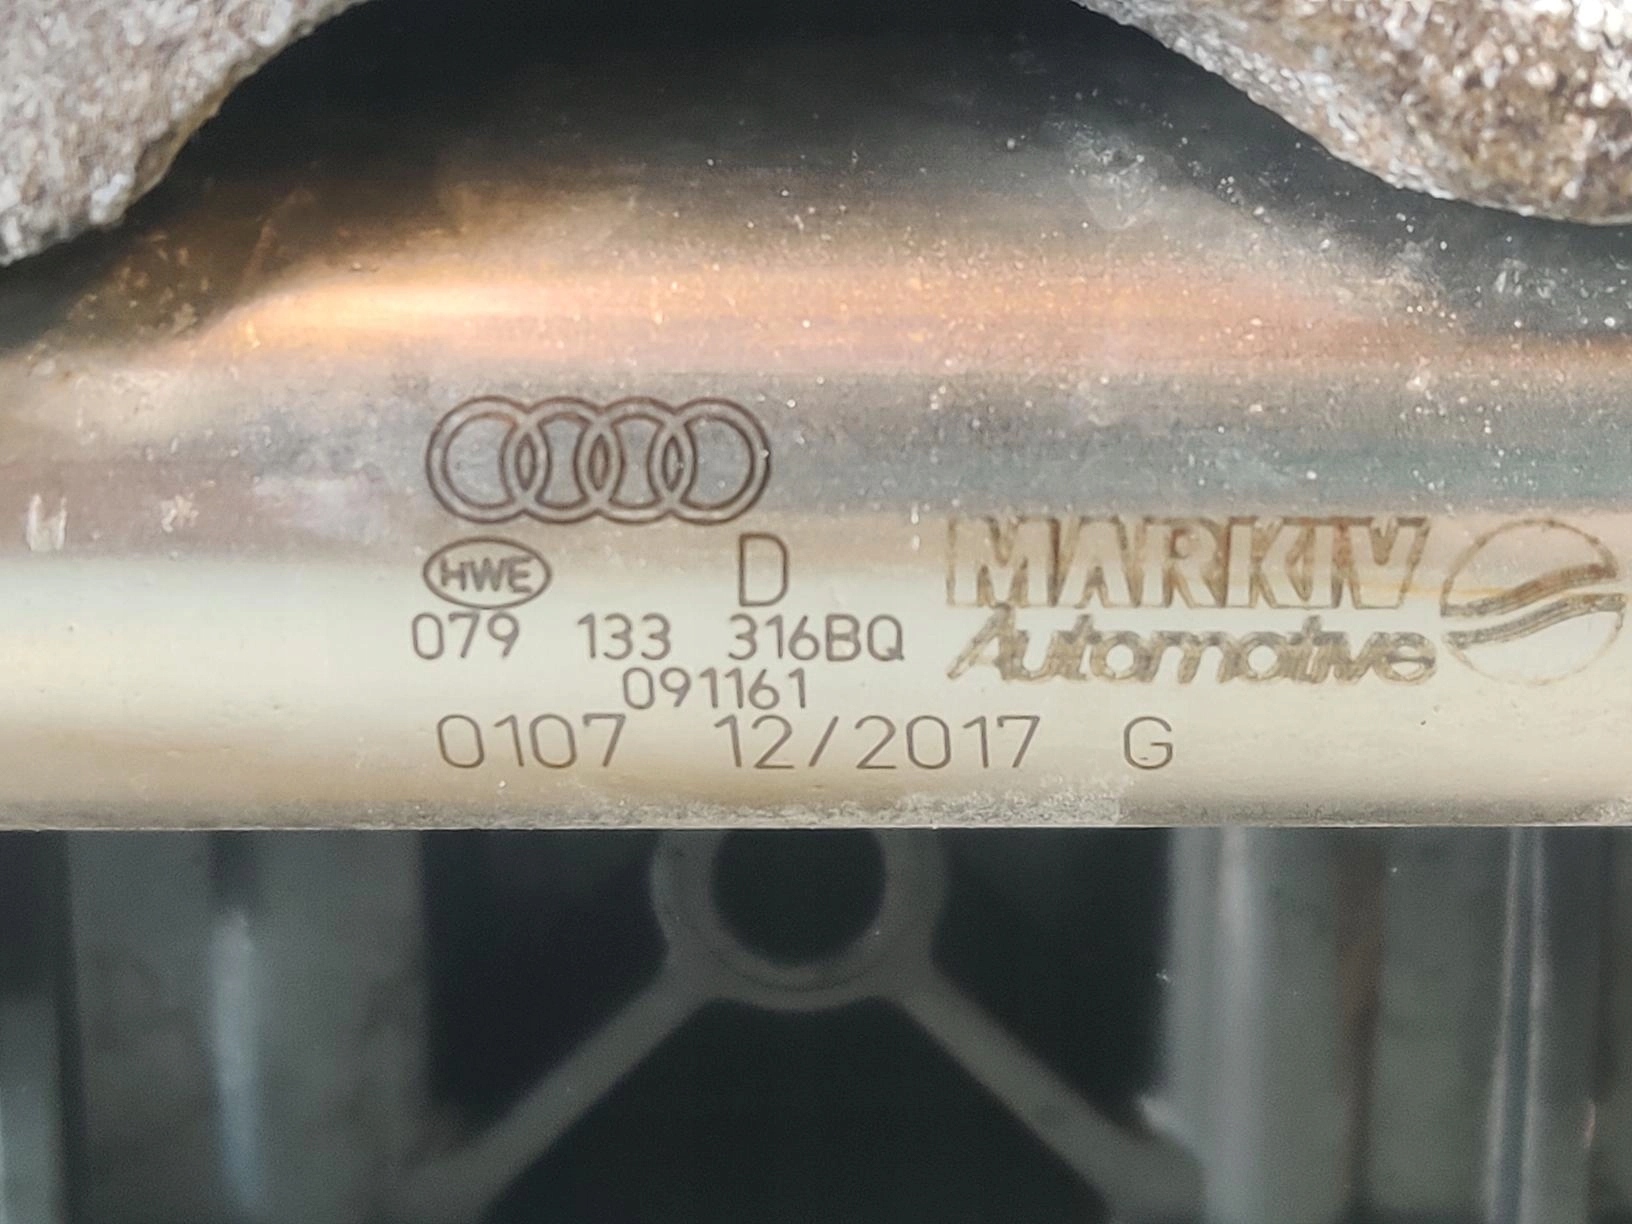 HWE D
079 133 316BQ
091161
0107 12/2017 G
MARKIV
Automotive